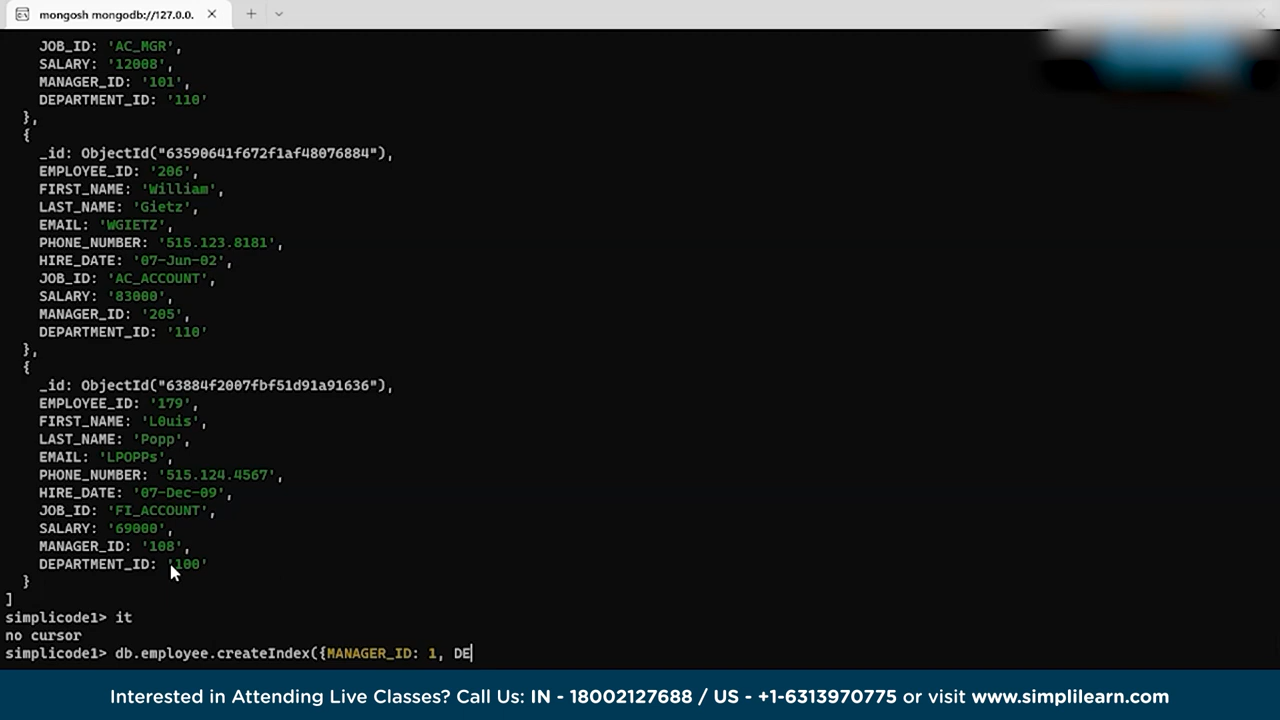 mongosh mongodb://127.0.0.
JOB_ID: 'AC_MGR',
SALARY: '12008',
MANAGER_ID: '101',
DEPARTMENT_ID: '110'
},
{
_id: ObjectId("63590641f672f1af48076884"),
EMPLOYEE_ID: '206',
FIRST_NAME: 'William',
LAST_NAME: 'Gietz',
EMAIL: 'WGIETZ',
PHONE_NUMBER: '515.123.8181',
HIRE_DATE: '07-Jun-02',
JOB_ID: 'AC_ACCOUNT',
SALARY: '83000',
MANAGER_ID: '205',
DEPARTMENT_ID: '110'
},
{
_id: ObjectId("63884f2007fbf51d91a91636"),
EMPLOYEE_ID: '179',
FIRST_NAME: 'L0uis',
LAST_NAME: 'Popp',
EMAIL: 'LPOPPs',
PHONE_NUMBER: '515.124.4567',
HIRE_DATE: '07-Dec-09',
JOB_ID: 'FI_ACCOUNT',
SALARY: '69000',
MANAGER_ID: '108',
DEPARTMENT_ID: '100'
}
]
simplicode1> it
no cursor
simplicode1> db.employee.createIndex({MANAGER_ID: 1, DE
Interested in Attending Live Classes? Call Us: IN - 18002127688 / US - +1-6313970775 or visit www.simplilearn.com